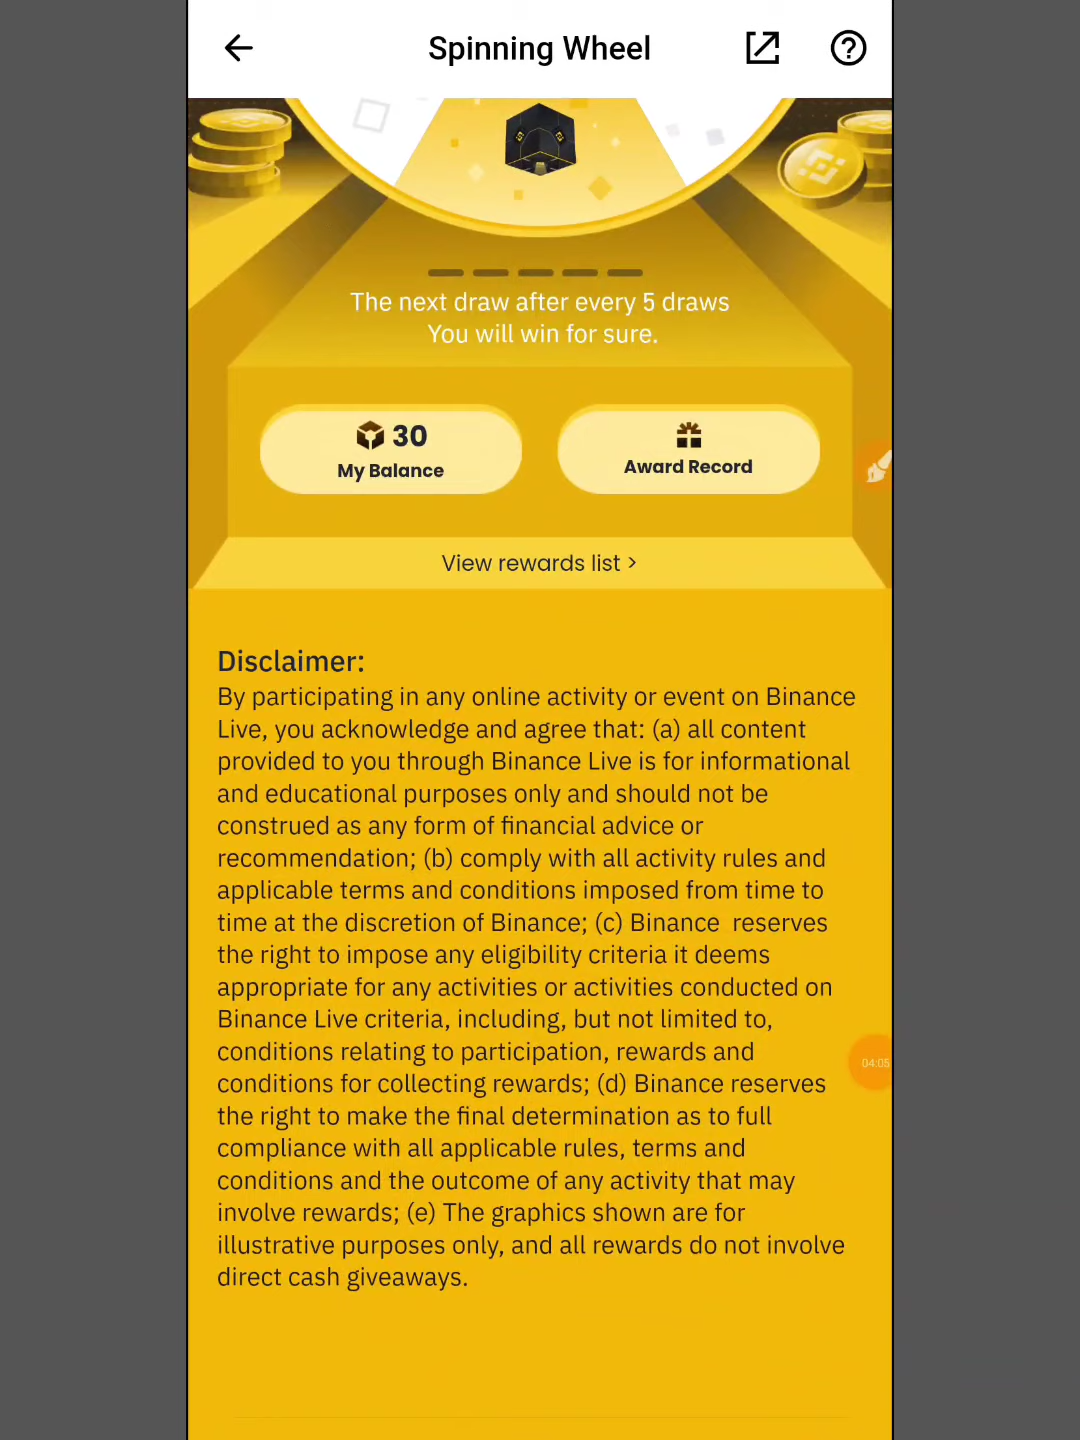 Spinning Wheel
The next draw after every 5 draws
You will win for sure.
30
My Balance
Award Record
View rewards list >
Disclaimer:
By participating in any online activity or event on Binance
Live, you acknowledge and agree that: (a) all content
provided to you through Binance Live is for informational
and educational purposes only and should not be
construed as any form of financial advice or
recommendation; (b) comply with all activity rules and
applicable terms and conditions imposed from time to
time at the discretion of Binance; (c) Binance  reserves
the right to impose any eligibility criteria it deems
appropriate for any activities or activities conducted on
Binance Live criteria, including, but not limited to,
conditions relating to participation, rewards and
conditions for collecting rewards; (d) Binance reserves
the right to make the final determination as to full
compliance with all applicable rules, terms and
conditions and the outcome of any activity that may
involve rewards; (e) The graphics shown are for
illustrative purposes only, and all rewards do not involve
direct cash giveaways.
04:05